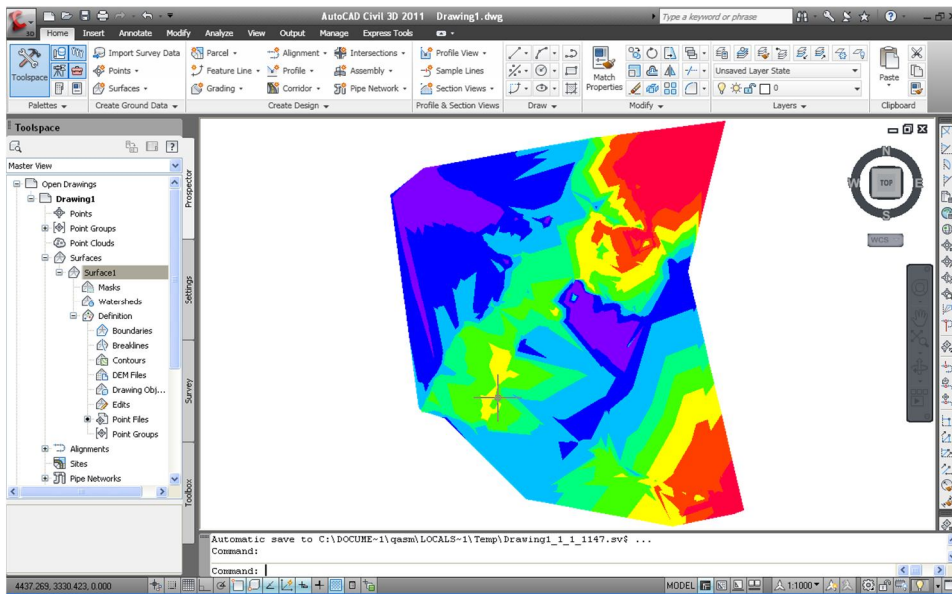 AutoCAD Civil 3D 2011 Drawing1.dwg
Type a keyword or phrase
3D
Home Insert Annotate Modify Analyze View Output Manage Express Tools
Toolspace
Import Survey Data
Points
Surfaces
Parcel
Feature Line
Grading
Alignment
Profile
Corridor
Intersections
Assembly
Pipe Network
Profile View
Sample Lines
Section Views
Match
Properties
Unsaved Layer State
0
Paste
Palettes Create Ground Data Create Design Profile & Section Views Draw Modify Layers Clipboard
Toolspace
Master View
Open Drawings
Drawing1
Points
Point Groups
Point Clouds
Surfaces
Surface1
Masks
Watersheds
Definition
Boundaries
Breaklines
Contours
DEM Files
Drawing Obj...
Edits
Point Files
Point Groups
Alignments
Sites
Pipe Networks
Prospector
Settings
Survey
Toolbox
N
W TOP E
S
WCS
Automatic save to C:\DOCUME~1\qasm\LOCALS~1\Temp\Drawing1_1_1_1147.sv$ ...
Command:
Command:
4437.269, 3330.423, 0.000
MODEL
1:1000